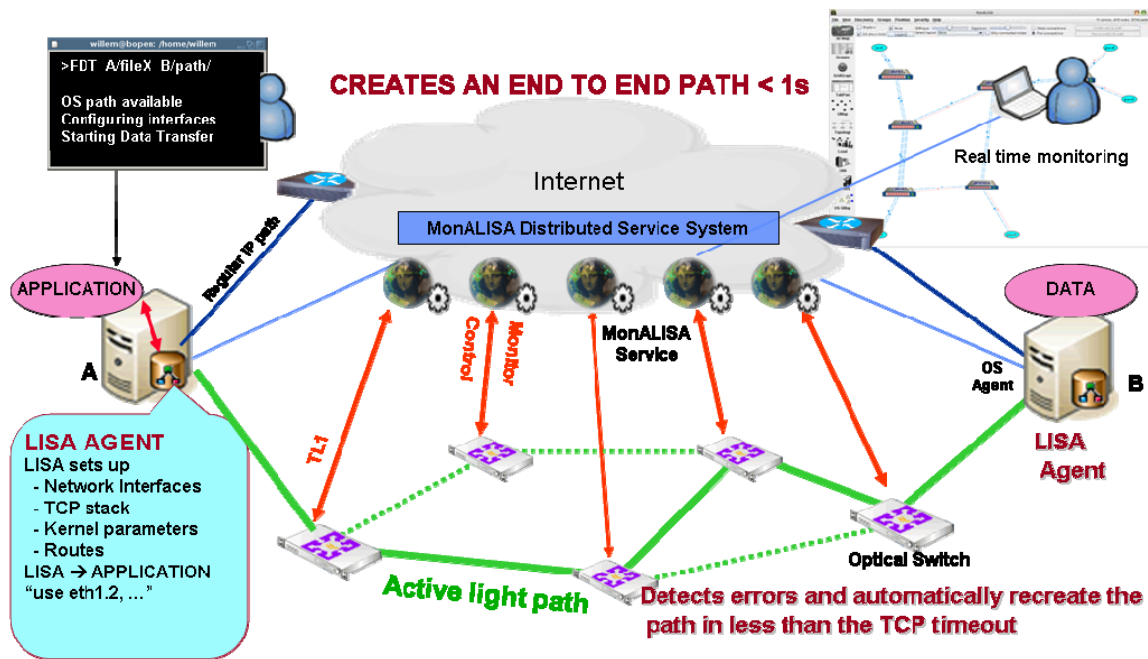 willem@bopen: /home/willem
>FDT A/fileX B/path/
OS path available
Configuring interfaces
Starting Data Transfer
CREATES AN END TO END PATH < 1s
MonALISA
Real time monitoring
Internet
MonALISA Distributed Service System
Regular IP path
APPLICATION
DATA
A
B
MonALISA
Service
Monitor
Control
TL1
OS
Agent
LISA AGENT
LISA sets up
- Network Interfaces
- TCP stack
- Kernel parameters
- Routes
LISA → APPLICATION
“use eth1.2, …”
LISA
Agent
Optical Switch
Active light path
Detects errors and automatically recreate the
path in less than the TCP timeout